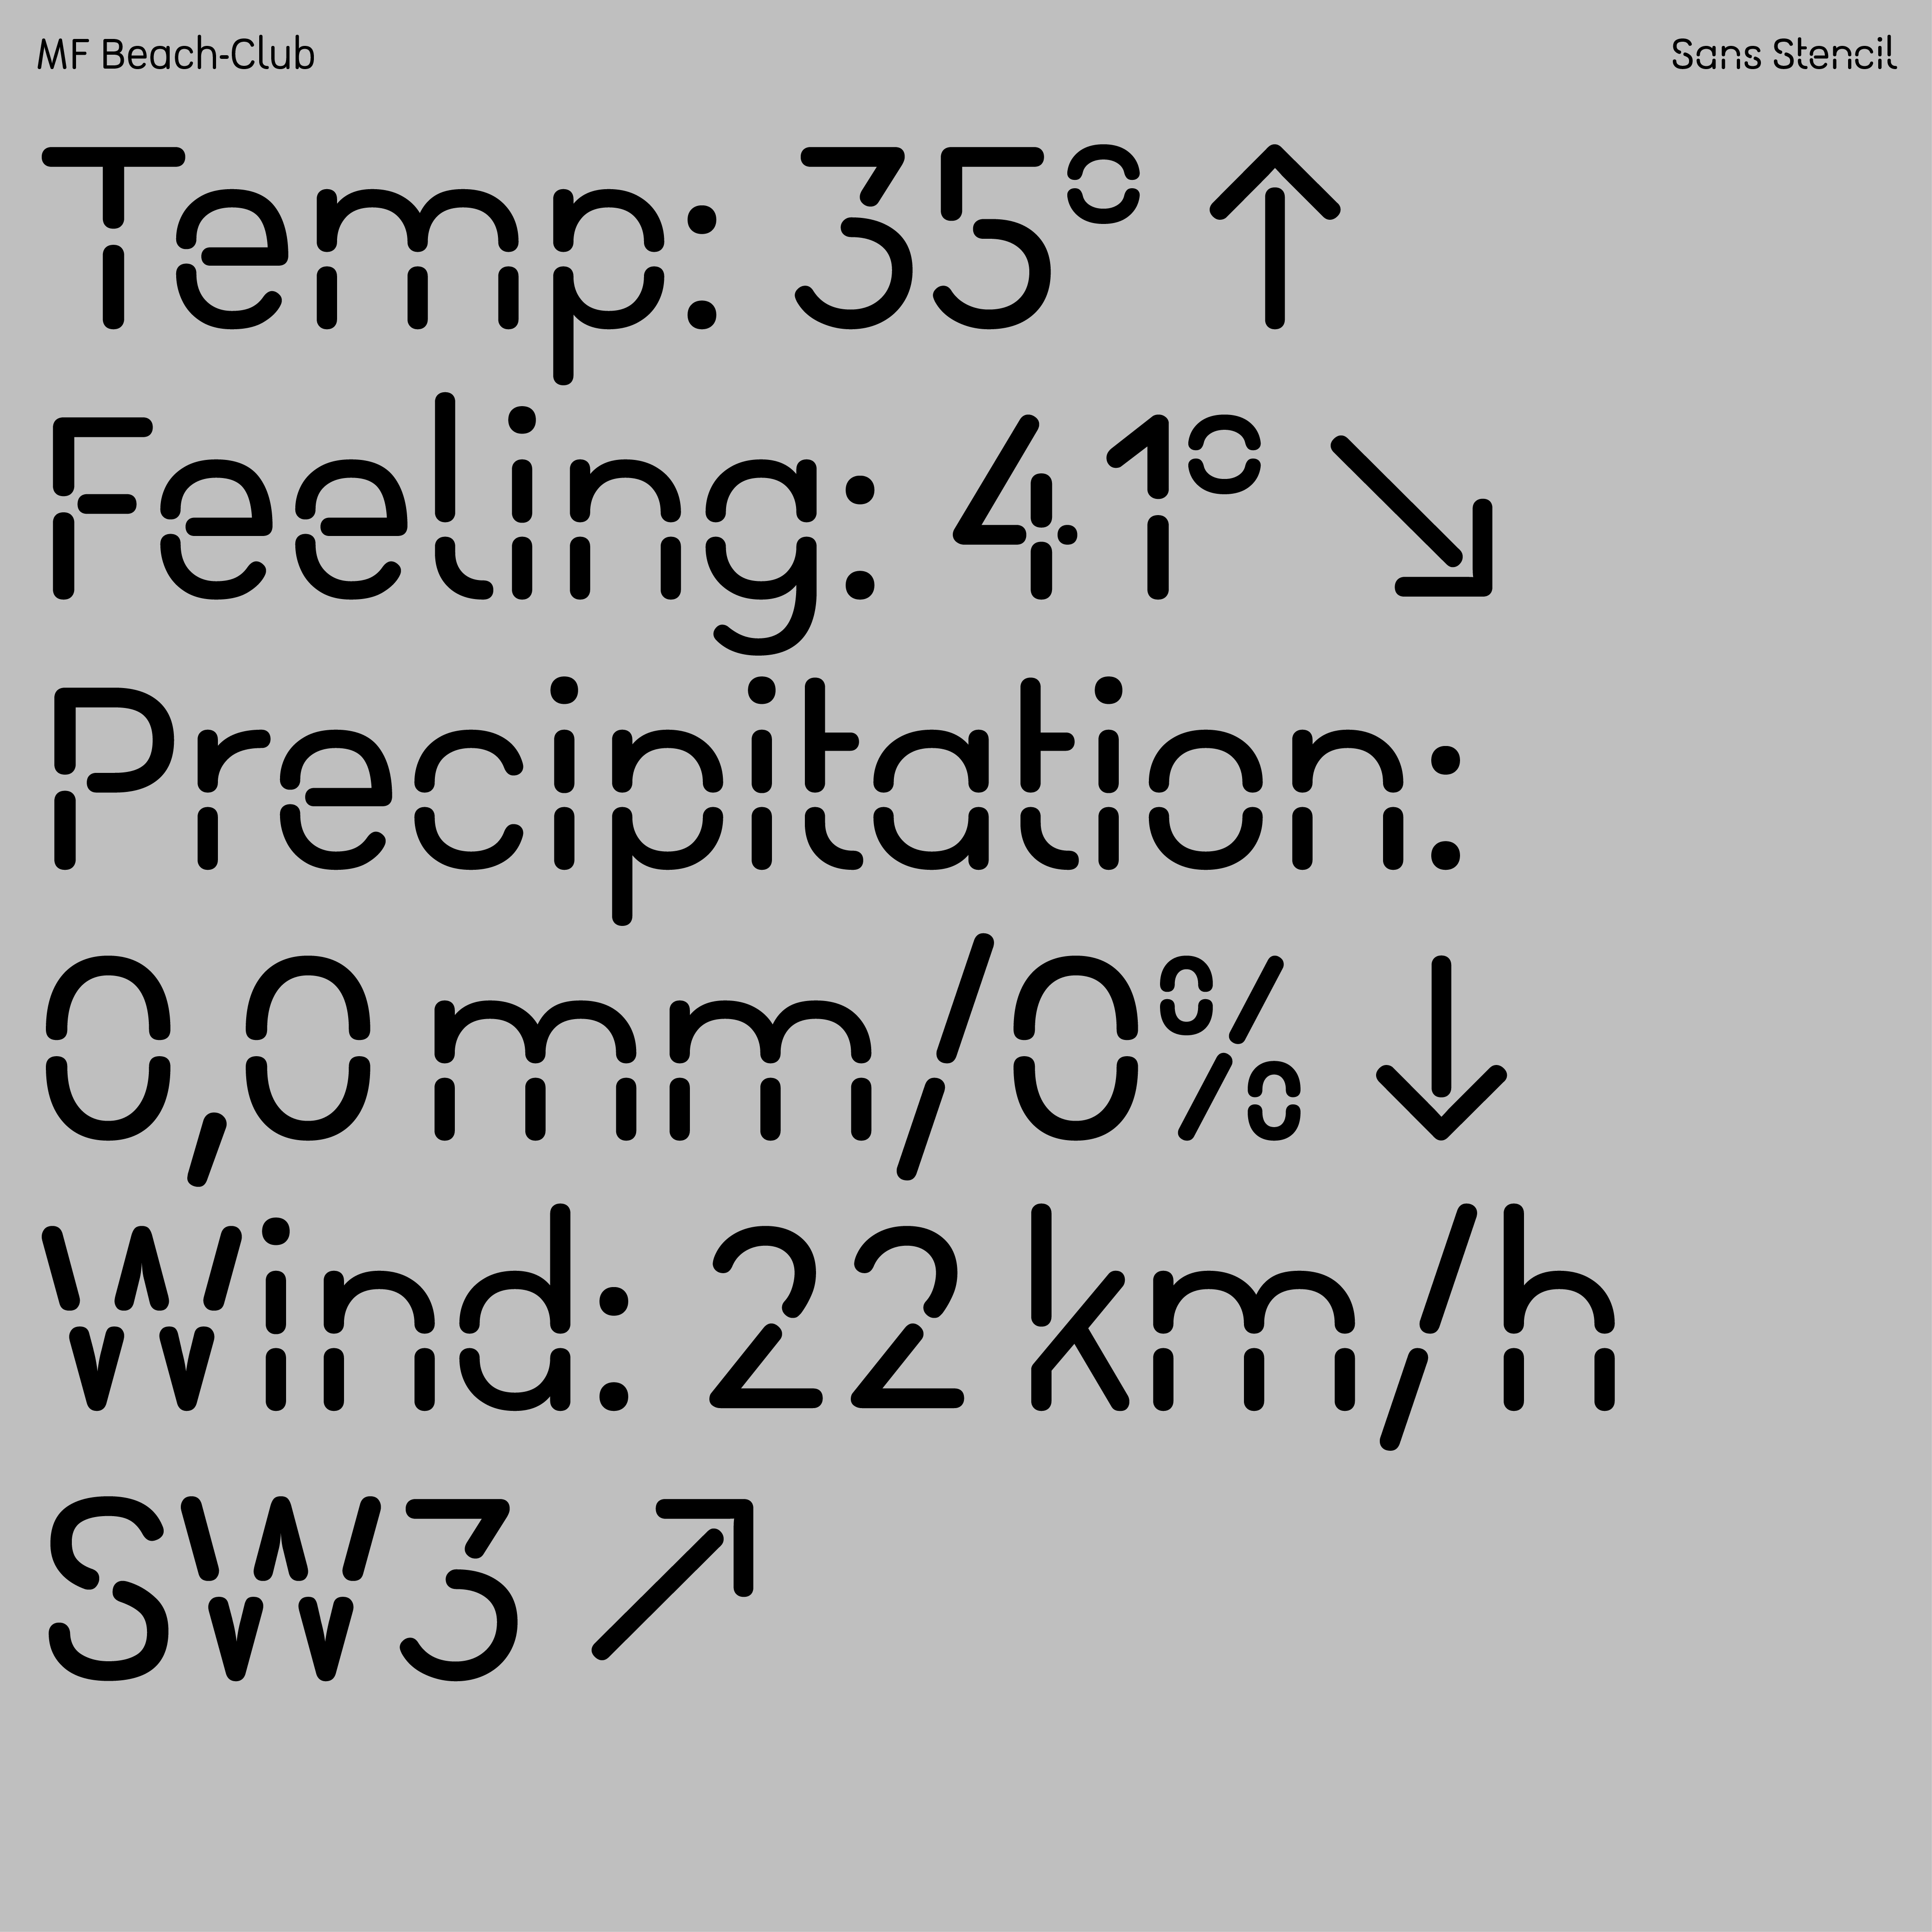 MF Beach-Club
Sans Stencil
Temp: 35° ↑
Feeling: 41° ↘
Precipitation:
0,0 mm/0% ↓
Wind: 22 km/h
SW3 ↗